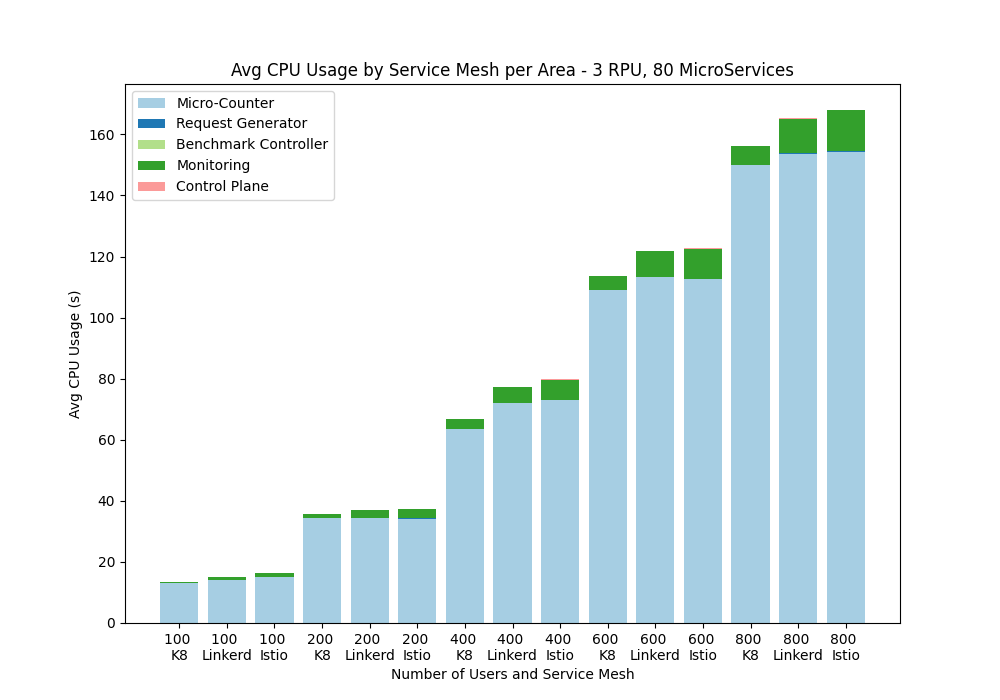 Avg CPU Usage by Service Mesh per Area - 3 RPU, 80 MicroServices
Micro-Counter
Request Generator
Benchmark Controller
Monitoring
Control Plane
Avg CPU Usage (s)
160
140
120
100
80
60
40
20
0
100 100 100 200 200 200 400 400 400 600 600 600 800 800 800
K8 Linkerd Istio K8 Linkerd Istio K8 Linkerd Istio K8 Linkerd Istio K8 Linkerd Istio
Number of Users and Service Mesh